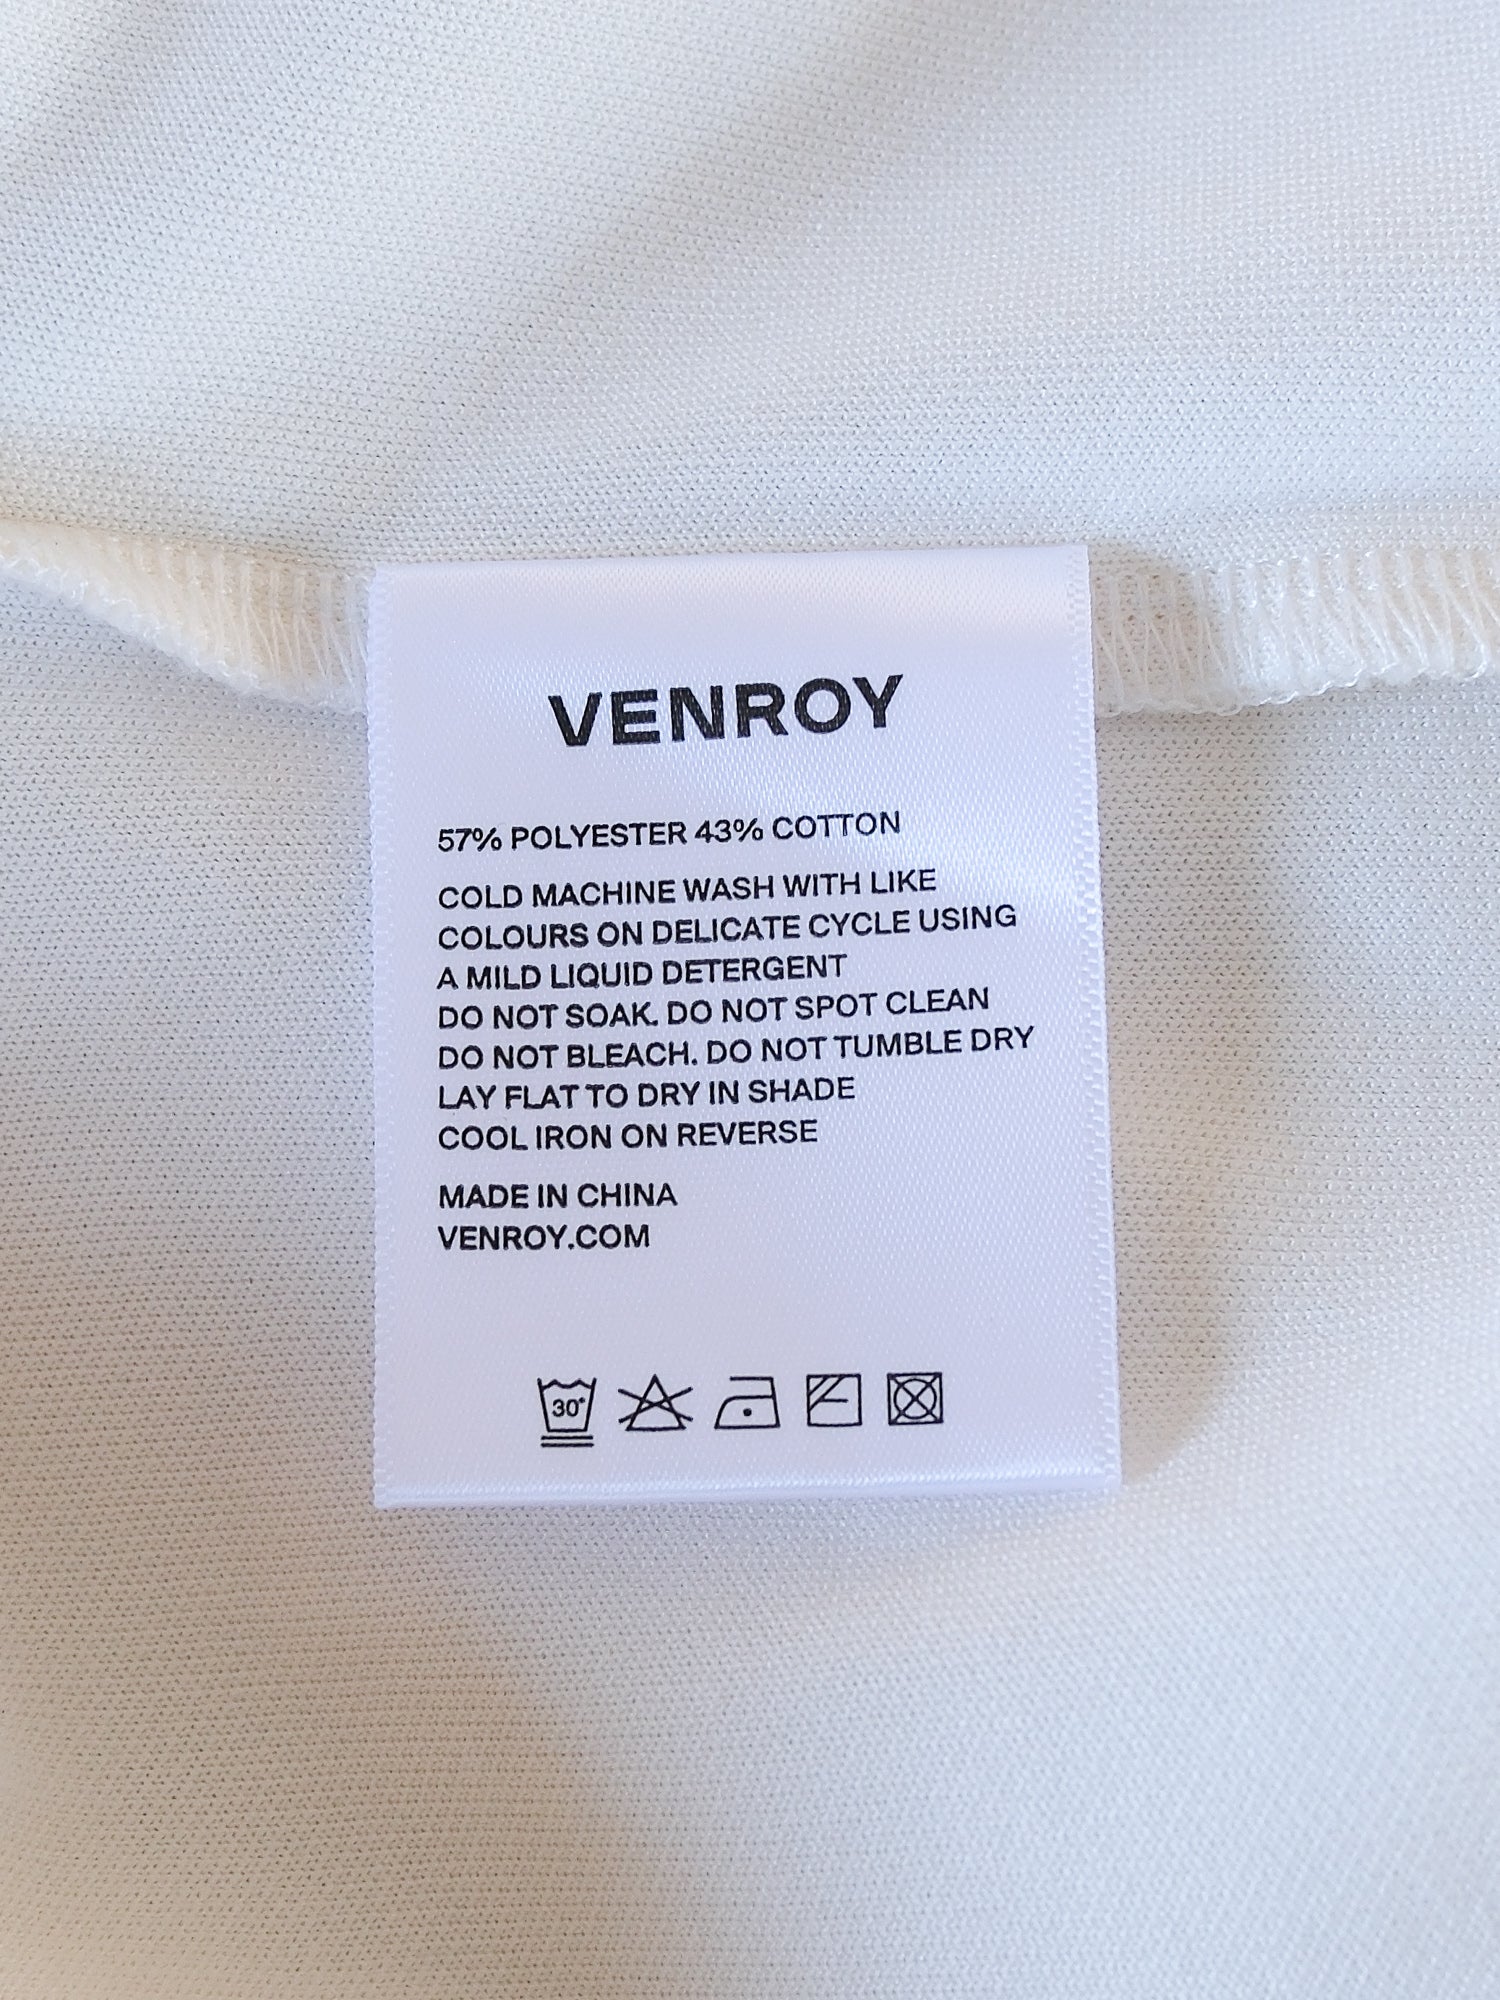 VENROY
57% POLYESTER 43% COTTON
COLD MACHINE WASH WITH LIKE
COLOURS ON DELICATE CYCLE USING
A MILD LIQUID DETERGENT
DO NOT SOAK. DO NOT SPOT CLEAN
DO NOT BLEACH. DO NOT TUMBLE DRY
LAY FLAT TO DRY IN SHADE
COOL IRON ON REVERSE
MADE IN CHINA
VENROY.COM
30°